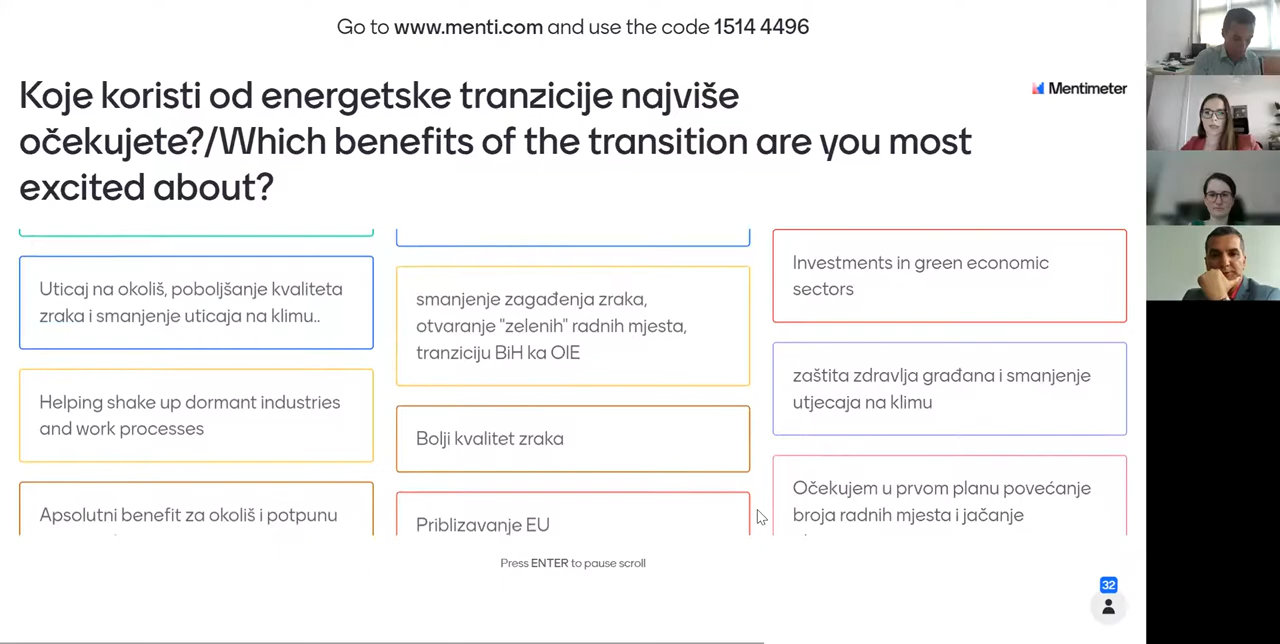 Go to www.menti.com and use the code 1514 4496
Koje koristi od energetske tranzicije najviše
očekujete?/Which benefits of the transition are you most
excited about?
Mentimeter
Uticaj na okoliš, poboljšanje kvaliteta
zraka i smanjenje uticaja na klimu..
Helping shake up dormant industries
and work processes
Apsolutni benefit za okoliš i potpunu
smanjenje zagađenja zraka,
otvaranje "zelenih" radnih mjesta,
tranziciju BiH ka OIE
Bolji kvalitet zraka
Priblizavanje EU
Investments in green economic
sectors
zaštita zdravlja građana i smanjenje
utjecaja na klimu
Očekujem u prvom planu povećanje
broja radnih mjesta i jačanje
Press ENTER to pause scroll
32